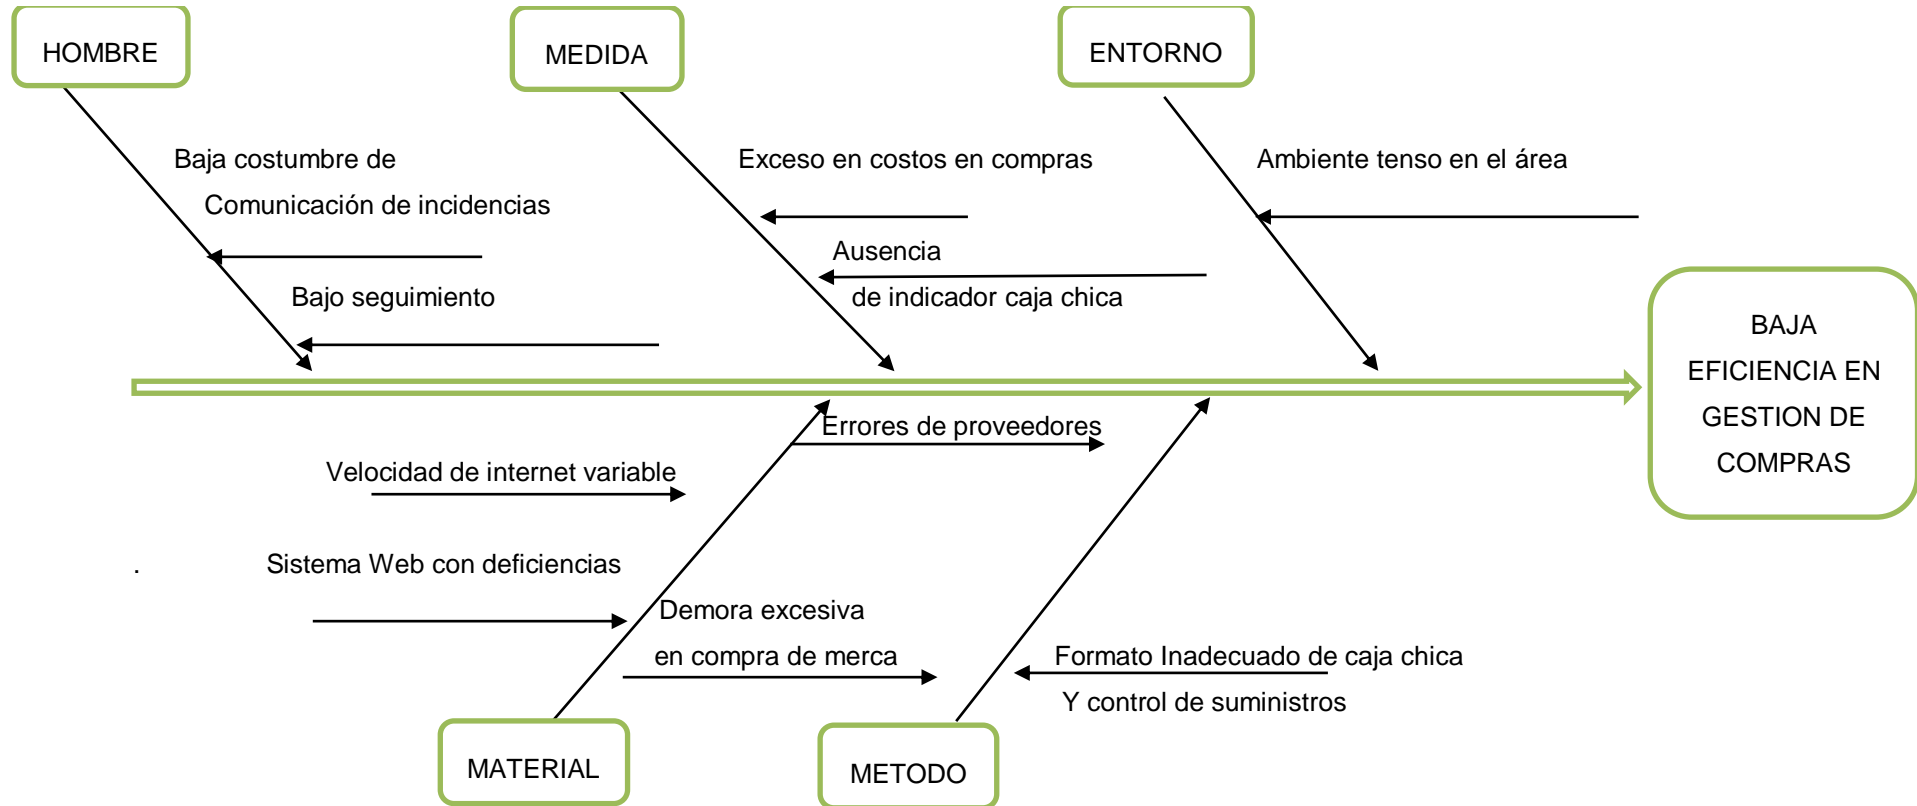 HOMBRE
MEDIDA
ENTORNO
Baja costumbre de
Comunicación de incidencias
Exceso en costos en compras
Ambiente tenso en el área
Ausencia
de indicador caja chica
Bajo seguimiento
BAJA
EFICIENCIA EN
GESTION DE
COMPRAS
Errores de proveedores
Velocidad de internet variable
.
Sistema Web con deficiencias
Demora excesiva
en compra de merca
Formato Inadecuado de caja chica
Y control de suministros
MATERIAL
METODO